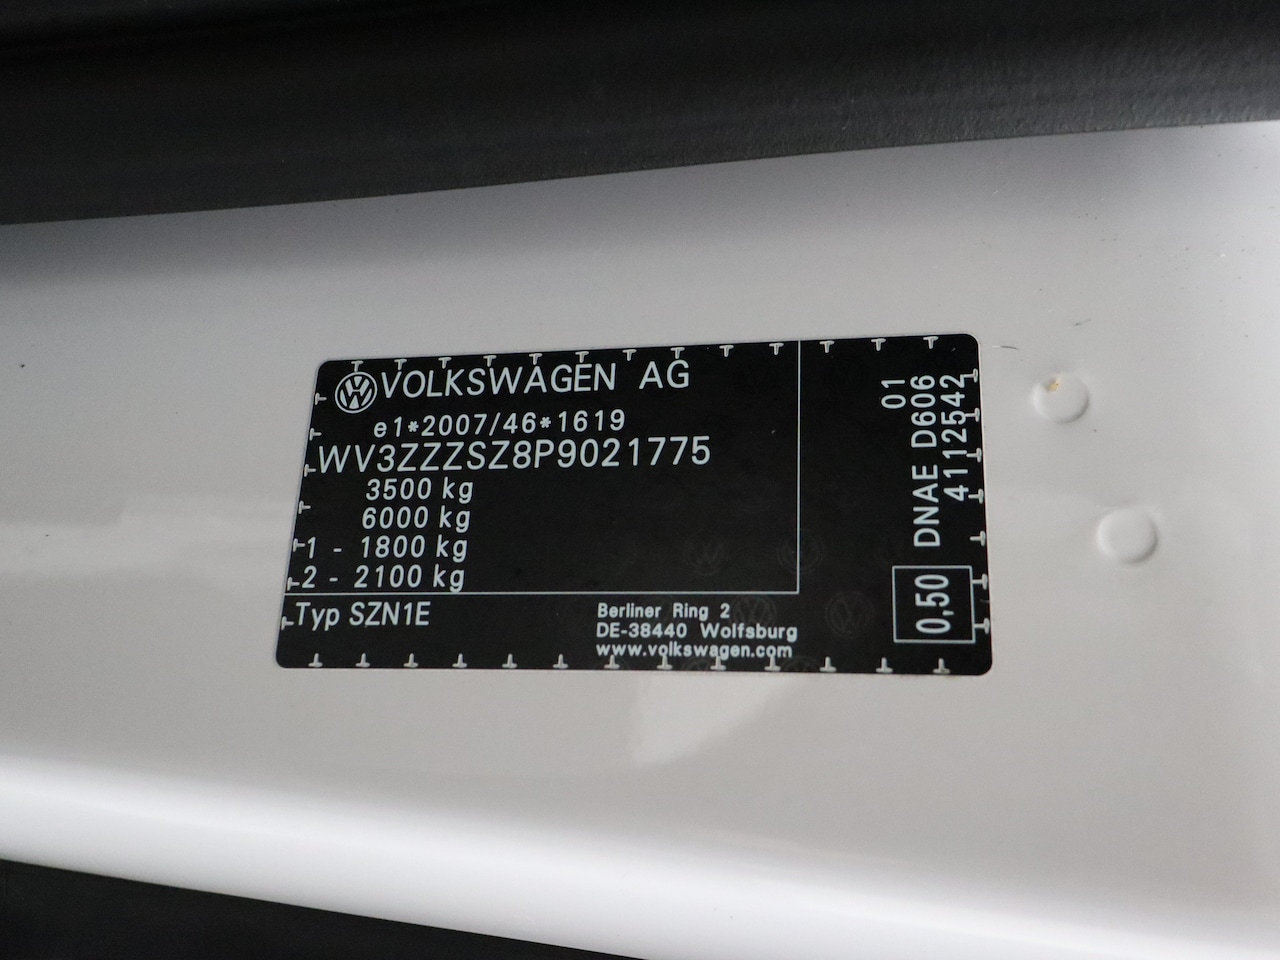 VOLKSWAGEN AG
e1*2007/46*1619
WV3ZZZSZ8P9021775
3500 kg
6000 kg
1 - 1800 kg
2 - 2100 kg
Typ SZN1E
Berliner Ring 2
DE-38440 Wolfsburg
www.volkswagen.com
01
DNAE D606
4112542
0,50